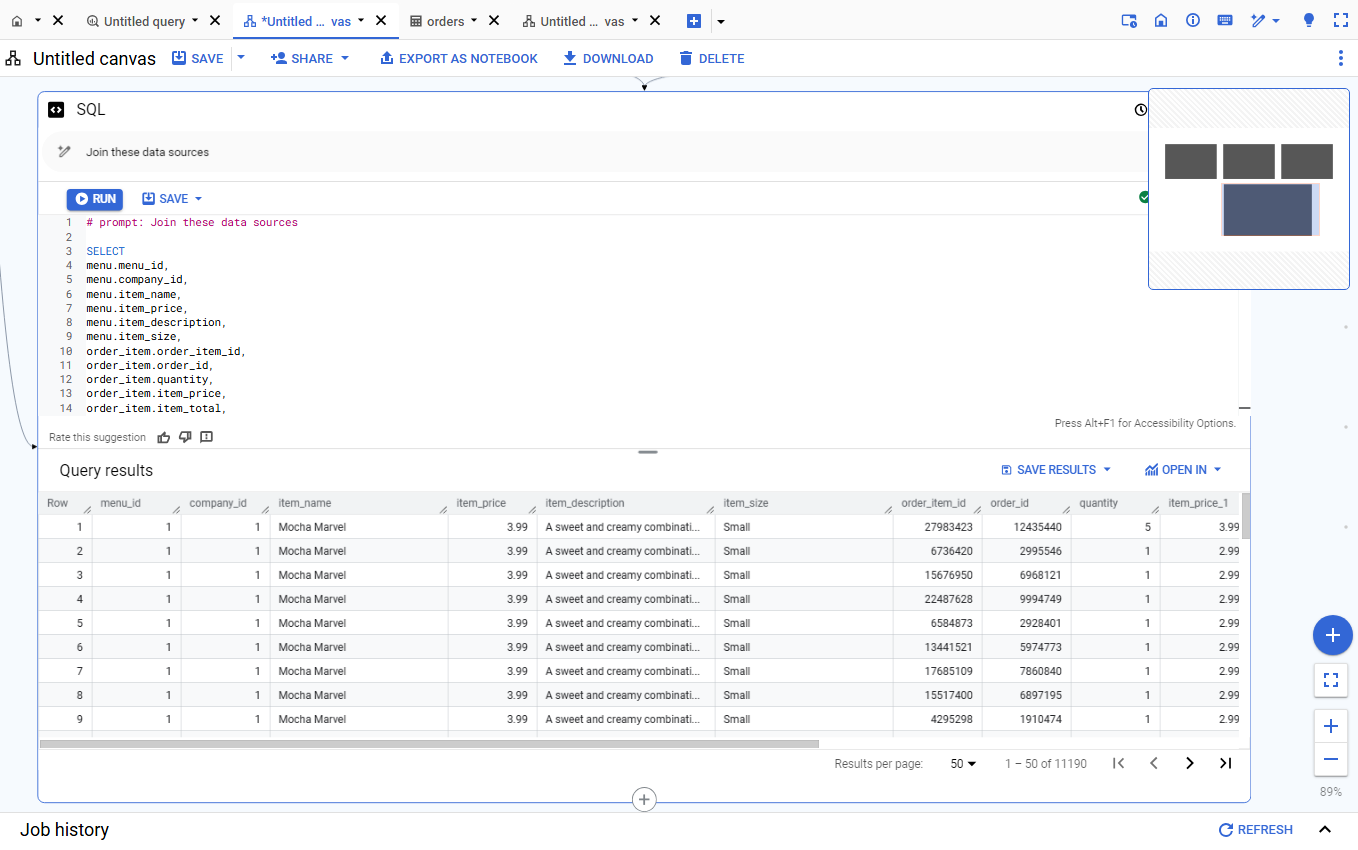 Untitled query
*Untitled ... vas
orders
Untitled ... vas
Untitled canvas
SAVE
SHARE
EXPORT AS NOTEBOOK
DOWNLOAD
DELETE
SQL
Join these data sources
RUN
SAVE
1 # prompt: Join these data sources
2
3 SELECT
4 menu.menu_id,
5 menu.company_id,
6 menu.item_name,
7 menu.item_price,
8 menu.item_description,
9 menu.item_size,
10 order_item.order_item_id,
11 order_item.order_id,
12 order_item.quantity,
13 order_item.item_price,
14 order_item.item_total,
Press Alt+F1 for Accessibility Options.
Rate this suggestion
Query results
SAVE RESULTS
OPEN IN
Row menu_id company_id item_name item_price item_description item_size order_item_id order_id quantity item_price_1
1 1 1 Mocha Marvel 3.99 A sweet and creamy combinati... Small 27983423 12435440 5 3.99
2 1 1 Mocha Marvel 3.99 A sweet and creamy combinati... Small 6736420 2995546 1 2.99
3 1 1 Mocha Marvel 3.99 A sweet and creamy combinati... Small 15676950 6968121 1 2.99
4 1 1 Mocha Marvel 3.99 A sweet and creamy combinati... Small 22487628 9994749 1 2.99
5 1 1 Mocha Marvel 3.99 A sweet and creamy combinati... Small 6584873 2928401 1 2.99
6 1 1 Mocha Marvel 3.99 A sweet and creamy combinati... Small 13441521 5974773 1 2.99
7 1 1 Mocha Marvel 3.99 A sweet and creamy combinati... Small 17685109 7860840 1 2.99
8 1 1 Mocha Marvel 3.99 A sweet and creamy combinati... Small 15517400 6897195 1 2.99
9 1 1 Mocha Marvel 3.99 A sweet and creamy combinati... Small 4295298 1910474 1 2.99
Results per page: 50 1 – 50 of 11190
89%
Job history
REFRESH